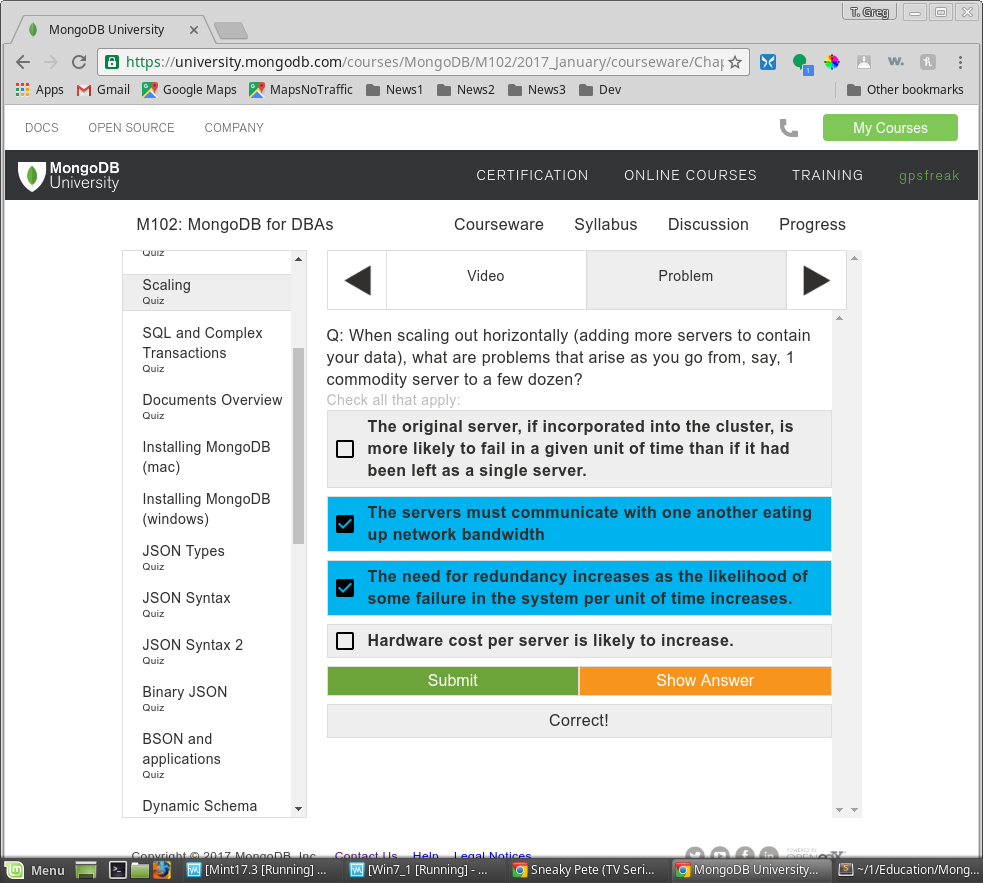 T. Greg
MongoDB University
https://university.mongodb.com/courses/MongoDB/M102/2017_January/courseware/Chap
1
w.
Apps Gmail Google Maps MapsNoTraffic News1 News2 News3 Dev Other bookmarks
DOCS OPEN SOURCE COMPANY My Courses
MongoDB
University
CERTIFICATION ONLINE COURSES TRAINING gpsfreak
M102: MongoDB for DBAs Courseware Syllabus Discussion Progress
Quiz
Scaling
Quiz
SQL and Complex
Transactions
Quiz
Documents Overview
Quiz
Installing MongoDB
(mac)
Installing MongoDB
(windows)
JSON Types
Quiz
JSON Syntax
Quiz
JSON Syntax 2
Quiz
Binary JSON
Quiz
BSON and
applications
Quiz
Dynamic Schema
Video Problem
Q: When scaling out horizontally (adding more servers to contain
your data), what are problems that arise as you go from, say, 1
commodity server to a few dozen?
Check all that apply:
The original server, if incorporated into the cluster, is
more likely to fail in a given unit of time than if it had
been left as a single server.
The servers must communicate with one another eating
up network bandwidth
The need for redundancy increases as the likelihood of
some failure in the system per unit of time increases.
Hardware cost per server is likely to increase.
Submit Show Answer
Correct!
Copyright © 2017 MongoDB, Inc. Contact Us Help Legal Notices
POWERED BY
OPEN edX
Menu [Mint17.3 [Running] ... [Win7_1 [Running] - ... Sneaky Pete (TV Seri... MongoDB University... ~/1/Education/Mong...